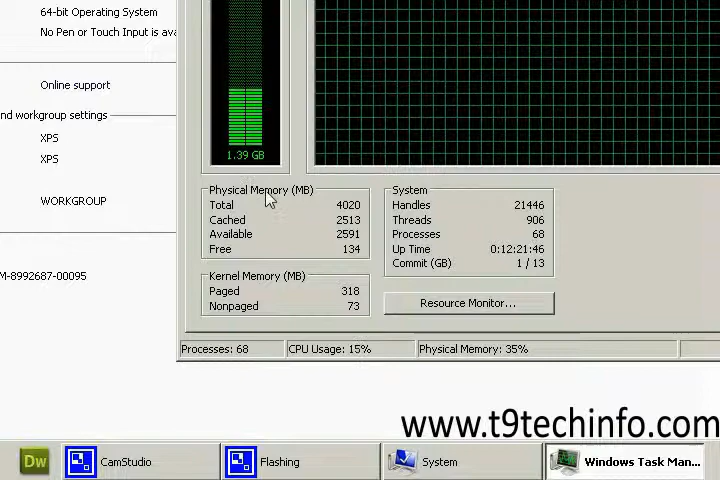 64-bit Operating System
No Pen or Touch Input is ava
Online support
nd workgroup settings
XPS
XPS
WORKGROUP
M-8992687-00095
1.39 GB
Physical Memory (MB)
Total 4020
Cached 2513
Available 2591
Free 134
Kernel Memory (MB)
Paged 318
Nonpaged 73
System
Handles 21446
Threads 906
Processes 68
Up Time 0:12:21:46
Commit (GB) 1 / 13
Resource Monitor...
Processes: 68 CPU Usage: 15% Physical Memory: 35%
www.t9techinfo.com
Dw CamStudio Flashing System Windows Task Man...